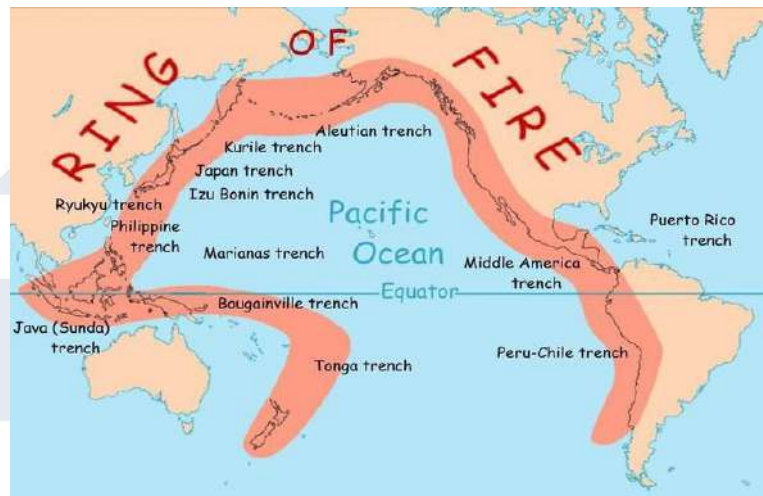 RING OF FIRE
Aleutian trench
Kurile trench
Japan trench
Izu Bonin trench
Ryukyu trench
Philippine
trench
Pacific
Ocean
Puerto Rico
trench
Marianas trench
Middle America
trench
Equator
Bougainville trench
Java (Sunda)
trench
Tonga trench
Peru-Chile trench